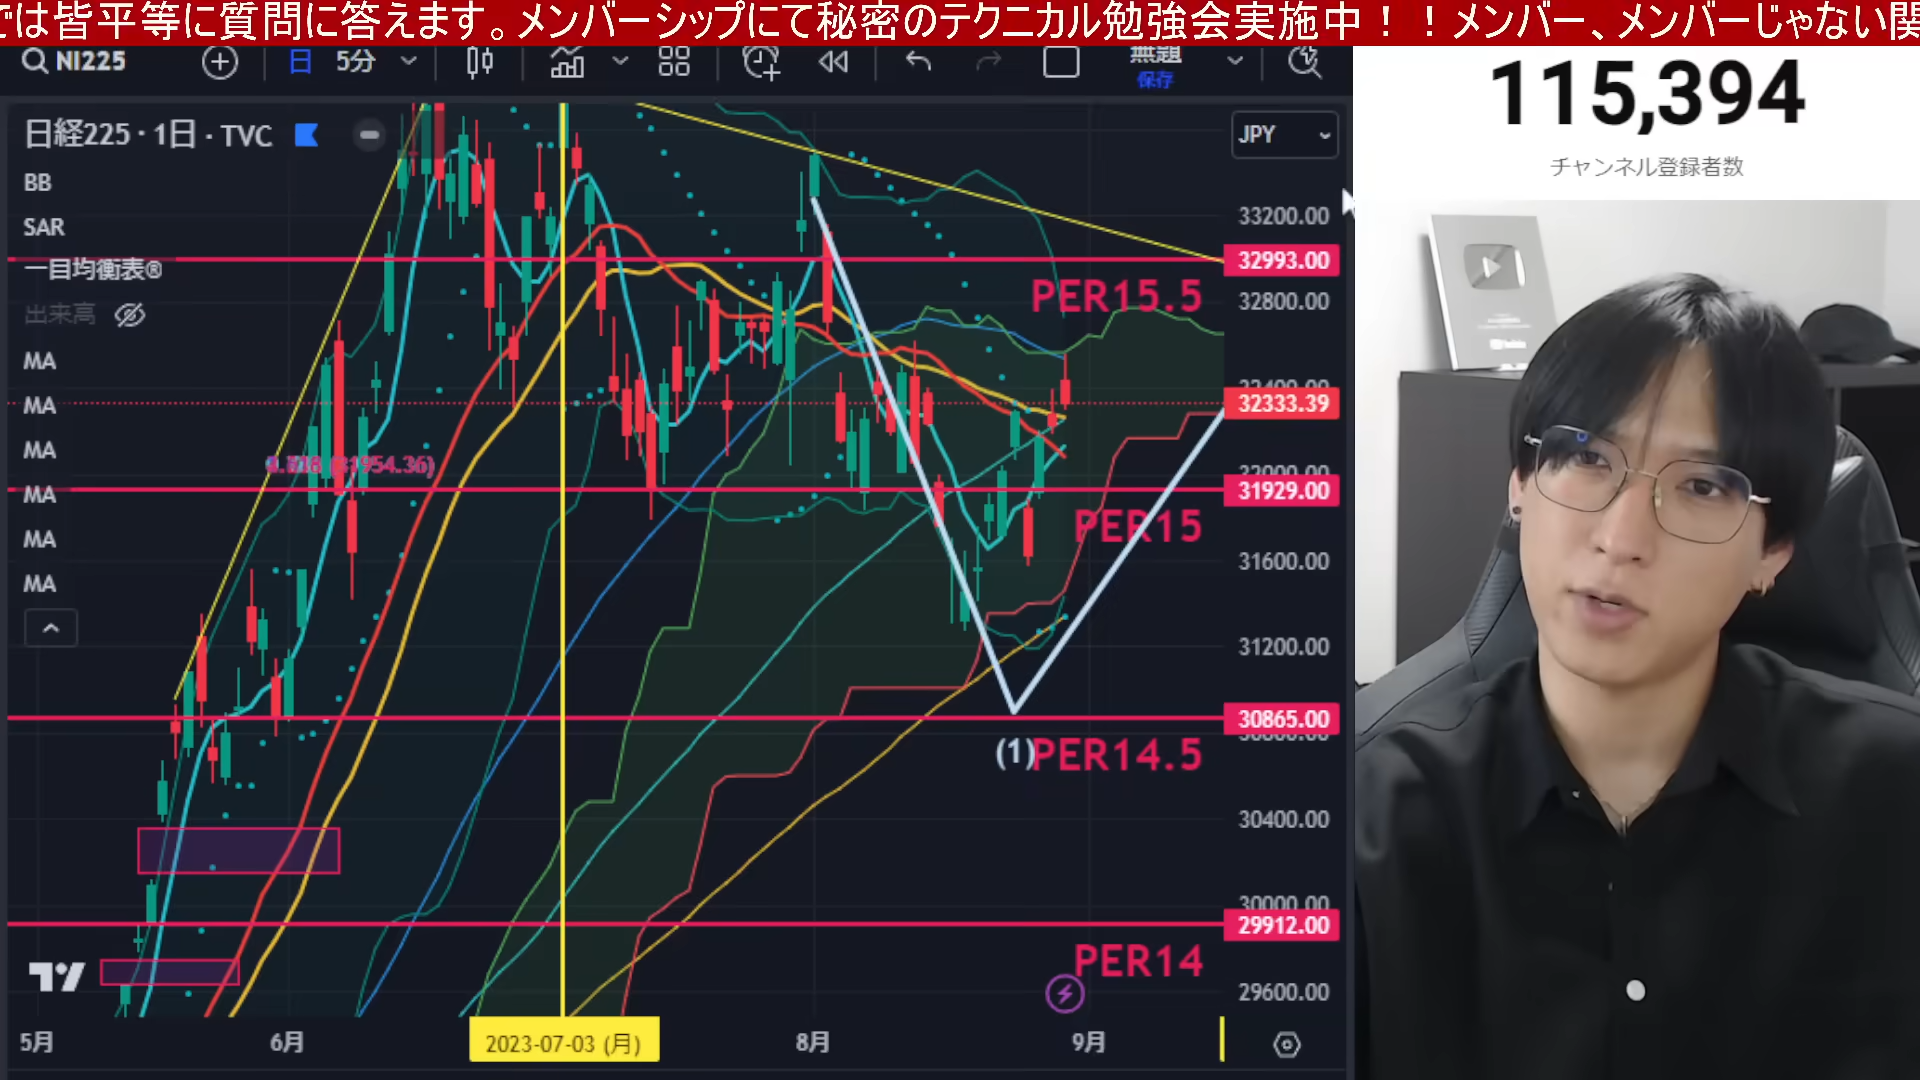 では皆平等に質問に答えます。メンバーシップにて秘密のテクニカル勉強会実施中！！メンバー、メンバーじゃない関
NI225
日
5分
無題
保存
115,394
チャンネル登録者数
日経225・1日・TVC
JPY
BB
SAR
一目均衡表®
出来高
MA
MA
MA
MA
MA
MA
33200.00
32993.00
PER15.5
32800.00
32400.00
32333.39
32000.00
31929.00
PER15
31600.00
31200.00
30865.00
(1)PER14.5
30400.00
30000.00
29912.00
PER14
29600.00
5月
6月
2023-07-03 (月)
8月
9月